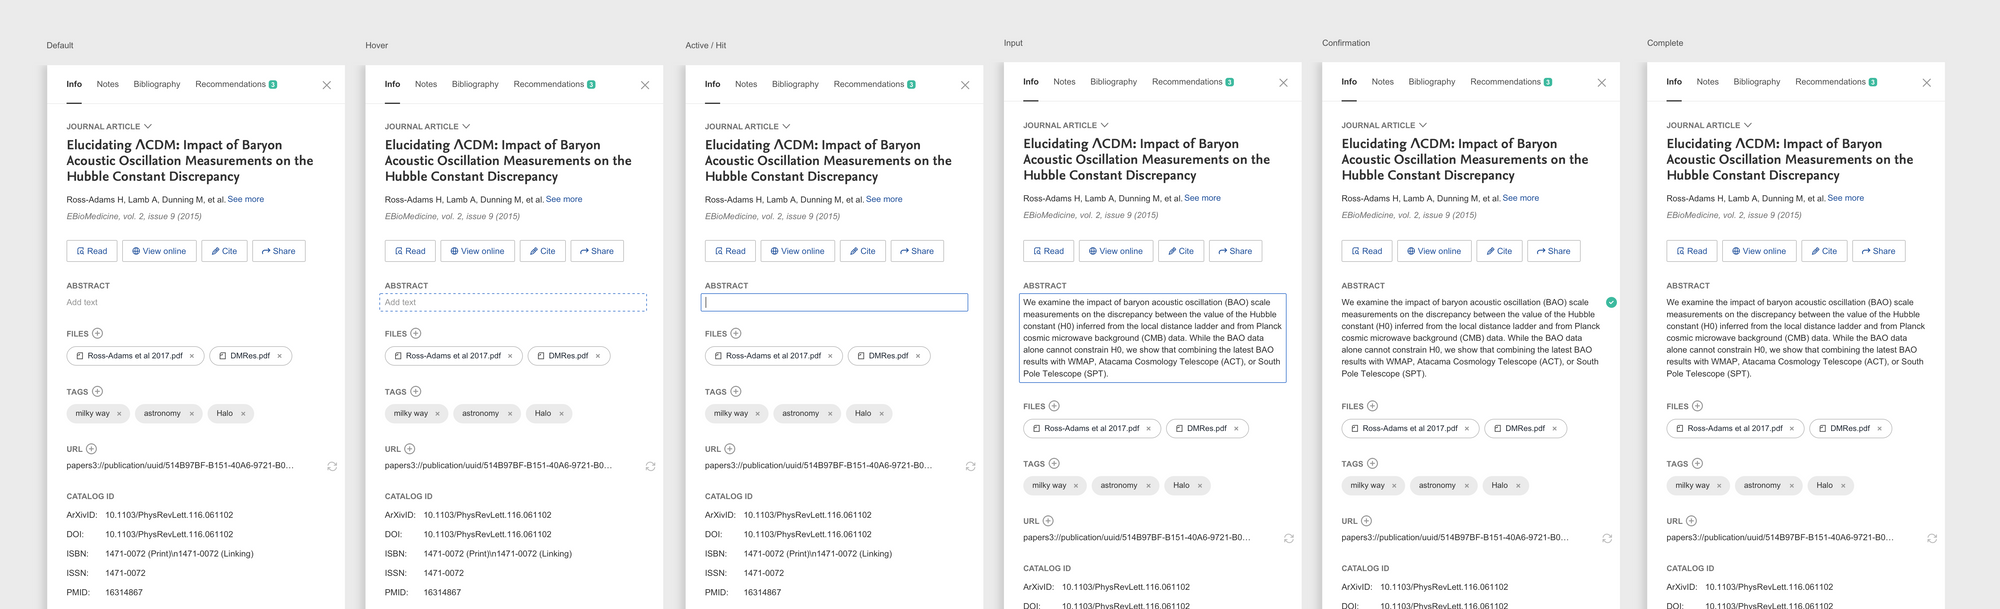 Default
Info Notes Bibliography Recommendations 3
JOURNAL ARTICLE
Elucidating ΛCDM: Impact of Baryon
Acoustic Oscillation Measurements on the
Hubble Constant Discrepancy
Ross-Adams H, Lamb A, Dunning M, et al. See more
EBioMedicine, vol. 2, issue 9 (2015)
Read View online Cite Share
ABSTRACT
Add text
FILES
Ross-Adams et al 2017.pdf × DMRes.pdf ×
TAGS
milky way × astronomy × Halo ×
URL
papers3://publication/uuid/514B97BF-B151-40A6-9721-B0...
CATALOG ID
ArXivID: 10.1103/PhysRevLett.116.061102
DOI: 10.1103/PhysRevLett.116.061102
ISBN: 1471-0072 (Print)\n1471-0072 (Linking)
ISSN: 1471-0072
PMID: 16314867
Hover
Info Notes Bibliography Recommendations 3
JOURNAL ARTICLE
Elucidating ΛCDM: Impact of Baryon
Acoustic Oscillation Measurements on the
Hubble Constant Discrepancy
Ross-Adams H, Lamb A, Dunning M, et al. See more
EBioMedicine, vol. 2, issue 9 (2015)
Read View online Cite Share
ABSTRACT
Add text
FILES
Ross-Adams et al 2017.pdf × DMRes.pdf ×
TAGS
milky way × astronomy × Halo ×
URL
papers3://publication/uuid/514B97BF-B151-40A6-9721-B0...
CATALOG ID
ArXivID: 10.1103/PhysRevLett.116.061102
DOI: 10.1103/PhysRevLett.116.061102
ISBN: 1471-0072 (Print)\n1471-0072 (Linking)
ISSN: 1471-0072
PMID: 16314867
Active / Hit
Info Notes Bibliography Recommendations 3
JOURNAL ARTICLE
Elucidating ΛCDM: Impact of Baryon
Acoustic Oscillation Measurements on the
Hubble Constant Discrepancy
Ross-Adams H, Lamb A, Dunning M, et al. See more
EBioMedicine, vol. 2, issue 9 (2015)
Read View online Cite Share
ABSTRACT
FILES
Ross-Adams et al 2017.pdf × DMRes.pdf ×
TAGS
milky way × astronomy × Halo ×
URL
papers3://publication/uuid/514B97BF-B151-40A6-9721-B0...
CATALOG ID
ArXivID: 10.1103/PhysRevLett.116.061102
DOI: 10.1103/PhysRevLett.116.061102
ISBN: 1471-0072 (Print)\n1471-0072 (Linking)
ISSN: 1471-0072
PMID: 16314867
Input
Info Notes Bibliography Recommendations 3
JOURNAL ARTICLE
Elucidating ΛCDM: Impact of Baryon
Acoustic Oscillation Measurements on the
Hubble Constant Discrepancy
Ross-Adams H, Lamb A, Dunning M, et al. See more
EBioMedicine, vol. 2, issue 9 (2015)
Read View online Cite Share
ABSTRACT
We examine the impact of baryon acoustic oscillation (BAO) scale
measurements on the discrepancy between the value of the Hubble
constant (H0) inferred from the local distance ladder and from Planck
cosmic microwave background (CMB) data. While the BAO data
alone cannot constrain H0, we show that combining the latest BAO
results with WMAP, Atacama Cosmology Telescope (ACT), or South
Pole Telescope (SPT).
FILES
Ross-Adams et al 2017.pdf × DMRes.pdf ×
TAGS
milky way × astronomy × Halo ×
URL
papers3://publication/uuid/514B97BF-B151-40A6-9721-B0...
CATALOG ID
ArXivID: 10.1103/PhysRevLett.116.061102
DOI: 10.1103/PhysRevLett.116.061102
Confirmation
Info Notes Bibliography Recommendations 3
JOURNAL ARTICLE
Elucidating ΛCDM: Impact of Baryon
Acoustic Oscillation Measurements on the
Hubble Constant Discrepancy
Ross-Adams H, Lamb A, Dunning M, et al. See more
EBioMedicine, vol. 2, issue 9 (2015)
Read View online Cite Share
ABSTRACT
We examine the impact of baryon acoustic oscillation (BAO) scale
measurements on the discrepancy between the value of the Hubble
constant (H0) inferred from the local distance ladder and from Planck
cosmic microwave background (CMB) data. While the BAO data
alone cannot constrain H0, we show that combining the latest BAO
results with WMAP, Atacama Cosmology Telescope (ACT), or South
Pole Telescope (SPT).
FILES
Ross-Adams et al 2017.pdf × DMRes.pdf ×
TAGS
milky way × astronomy × Halo ×
URL
papers3://publication/uuid/514B97BF-B151-40A6-9721-B0...
CATALOG ID
ArXivID: 10.1103/PhysRevLett.116.061102
DOI: 10.1103/PhysRevLett.116.061102
Complete
Info Notes Bibliography Recommendations 3
JOURNAL ARTICLE
Elucidating ΛCDM: Impact of Baryon
Acoustic Oscillation Measurements on the
Hubble Constant Discrepancy
Ross-Adams H, Lamb A, Dunning M, et al. See more
EBioMedicine, vol. 2, issue 9 (2015)
Read View online Cite Share
ABSTRACT
We examine the impact of baryon acoustic oscillation (BAO) scale
measurements on the discrepancy between the value of the Hubble
constant (H0) inferred from the local distance ladder and from Planck
cosmic microwave background (CMB) data. While the BAO data
alone cannot constrain H0, we show that combining the latest BAO
results with WMAP, Atacama Cosmology Telescope (ACT), or South
Pole Telescope (SPT).
FILES
Ross-Adams et al 2017.pdf × DMRes.pdf ×
TAGS
milky way × astronomy × Halo ×
URL
papers3://publication/uuid/514B97BF-B151-40A6-9721-B0...
CATALOG ID
ArXivID: 10.1103/PhysRevLett.116.061102
DOI: 10.1103/PhysRevLett.116.061102